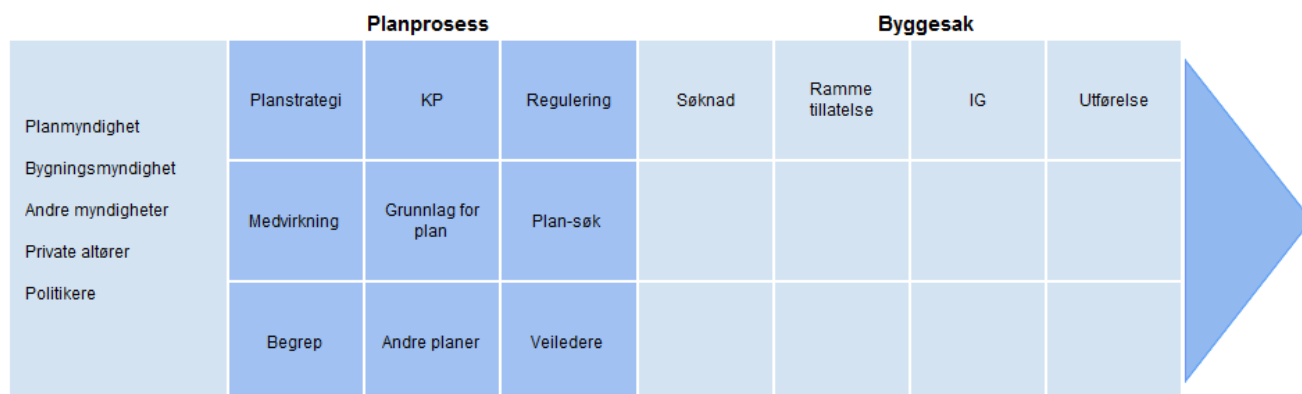 Planprosess
Byggesak
Planmyndighet
Bygningsmyndighet
Andre myndigheter
Private altører
Politikere
Planstrategi
KP
Regulering
Søknad
Ramme
tillatelse
IG
Utførelse
Medvirkning
Grunnlag for
plan
Plan-søk
Begrep
Andre planer
Veiledere